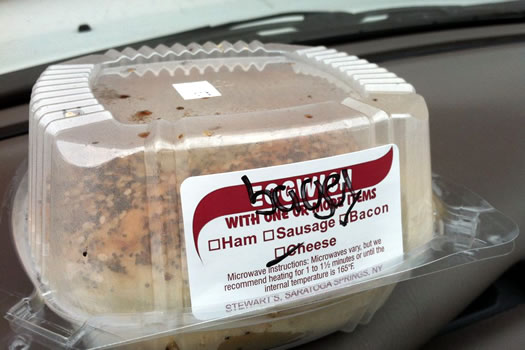 bagel
WITH ONE OR MORE ITEMS
☐Ham ☐Sausage ☐Bacon
☐Cheese
Microwave instructions: Microwaves vary, but we
recommend heating for 1 to 1½ minutes or until the
internal temperature is 165°F.
STEWART'S, SARATOGA SPRINGS, NY